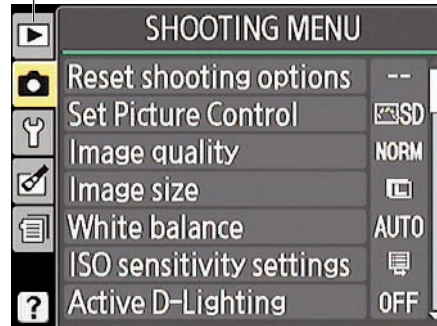 SHOOTING MENU
Reset shooting options --
Set Picture Control SD
Image quality NORM
Image size L
White balance AUTO
ISO sensitivity settings
Active D-Lighting OFF
?